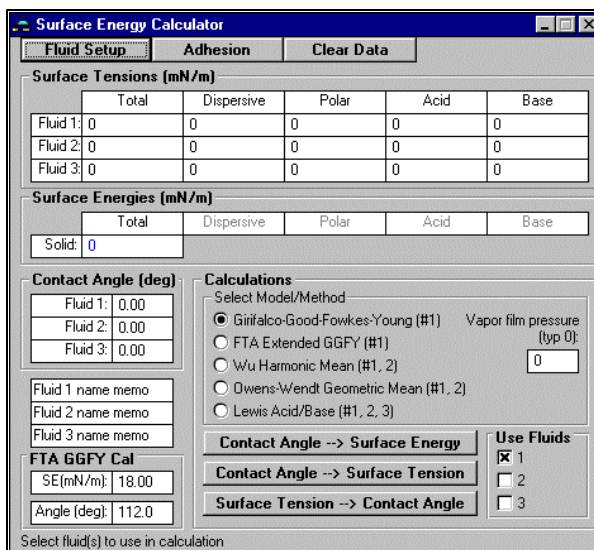 Surface Energy Calculator
Fluid Setup Adhesion Clear Data
Surface Tensions (mN/m)
Total Dispersive Polar Acid Base
Fluid 1: 0 0 0 0 0
Fluid 2: 0 0 0 0 0
Fluid 3: 0 0 0 0 0
Surface Energies (mN/m)
Total Dispersive Polar Acid Base
Solid: 0
Contact Angle (deg)
Fluid 1: 0.00
Fluid 2: 0.00
Fluid 3: 0.00
Fluid 1 name memo
Fluid 2 name memo
Fluid 3 name memo
FTA GGFY Cal
SE(mN/m): 18.00
Angle (deg): 112.0
Calculations
Select Model/Method
Girifalco-Good-Fowkes-Young (#1)
FTA Extended GGFY (#1)
Wu Harmonic Mean (#1, 2)
Owens-Wendt Geometric Mean (#1, 2)
Lewis Acid/Base (#1, 2, 3)
Vapor film pressure
(typ 0):
0
Contact Angle --> Surface Energy
Contact Angle --> Surface Tension
Surface Tension --> Contact Angle
Use Fluids
1
2
3
Select fluid(s) to use in calculation